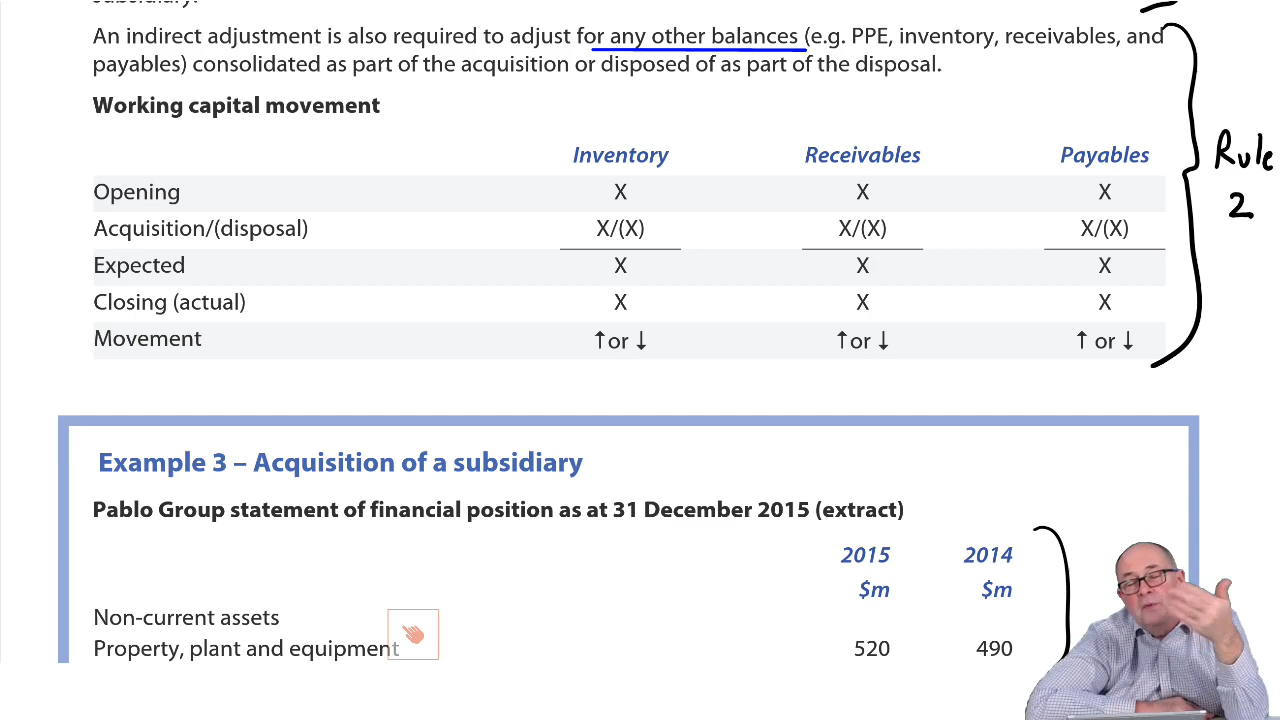 subsidiary.
An indirect adjustment is also required to adjust for any other balances (e.g. PPE, inventory, receivables, and
payables) consolidated as part of the acquisition or disposed of as part of the disposal.
Working capital movement
Inventory Receivables Payables
Opening X X X
Acquisition/(disposal) X/(X) X/(X) X/(X)
Expected X X X
Closing (actual) X X X
Movement ↑or ↓ ↑or ↓ ↑ or ↓
Rule
2
Example 3 – Acquisition of a subsidiary
Pablo Group statement of financial position as at 31 December 2015 (extract)
2015 2014
$m $m
Non-current assets
Property, plant and equipment 520 490